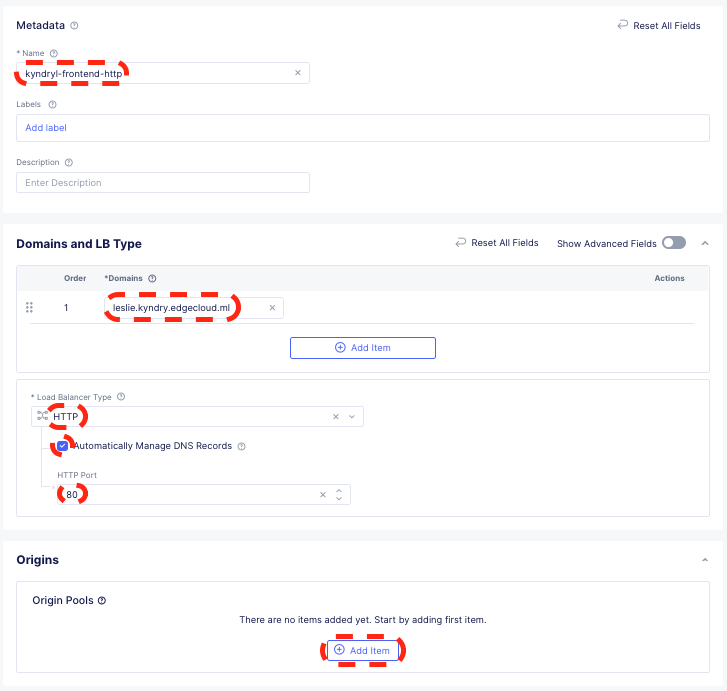 Metadata
Reset All Fields
* Name
kyndryl-frontend-http
Labels
Add label
Description
Enter Description
Domains and LB Type
Reset All Fields
Show Advanced Fields
Order *Domains Actions
1 leslie.kyndry.edgecloud.ml
Add Item
* Load Balancer Type
HTTP
Automatically Manage DNS Records
HTTP Port
80
Origins
Origin Pools
There are no items added yet. Start by adding first item.
Add Item